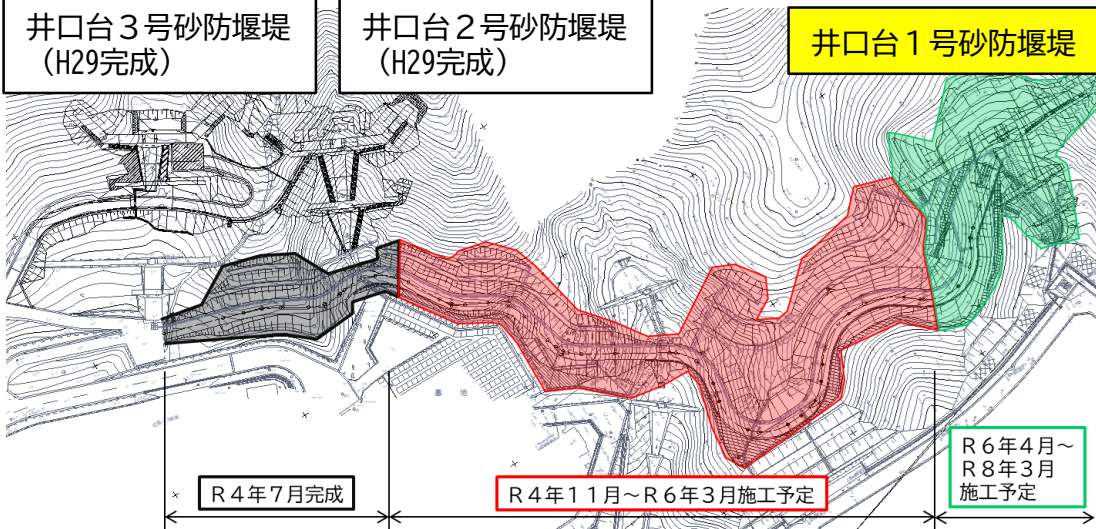 井口台３号砂防堰堤
（H29完成）
井口台２号砂防堰堤
（H29完成）
井口台１号砂防堰堤
墓地
Ｒ４年７月完成
Ｒ４年１１月～Ｒ６年３月施工予定
Ｒ６年４月～
Ｒ８年３月
施工予定